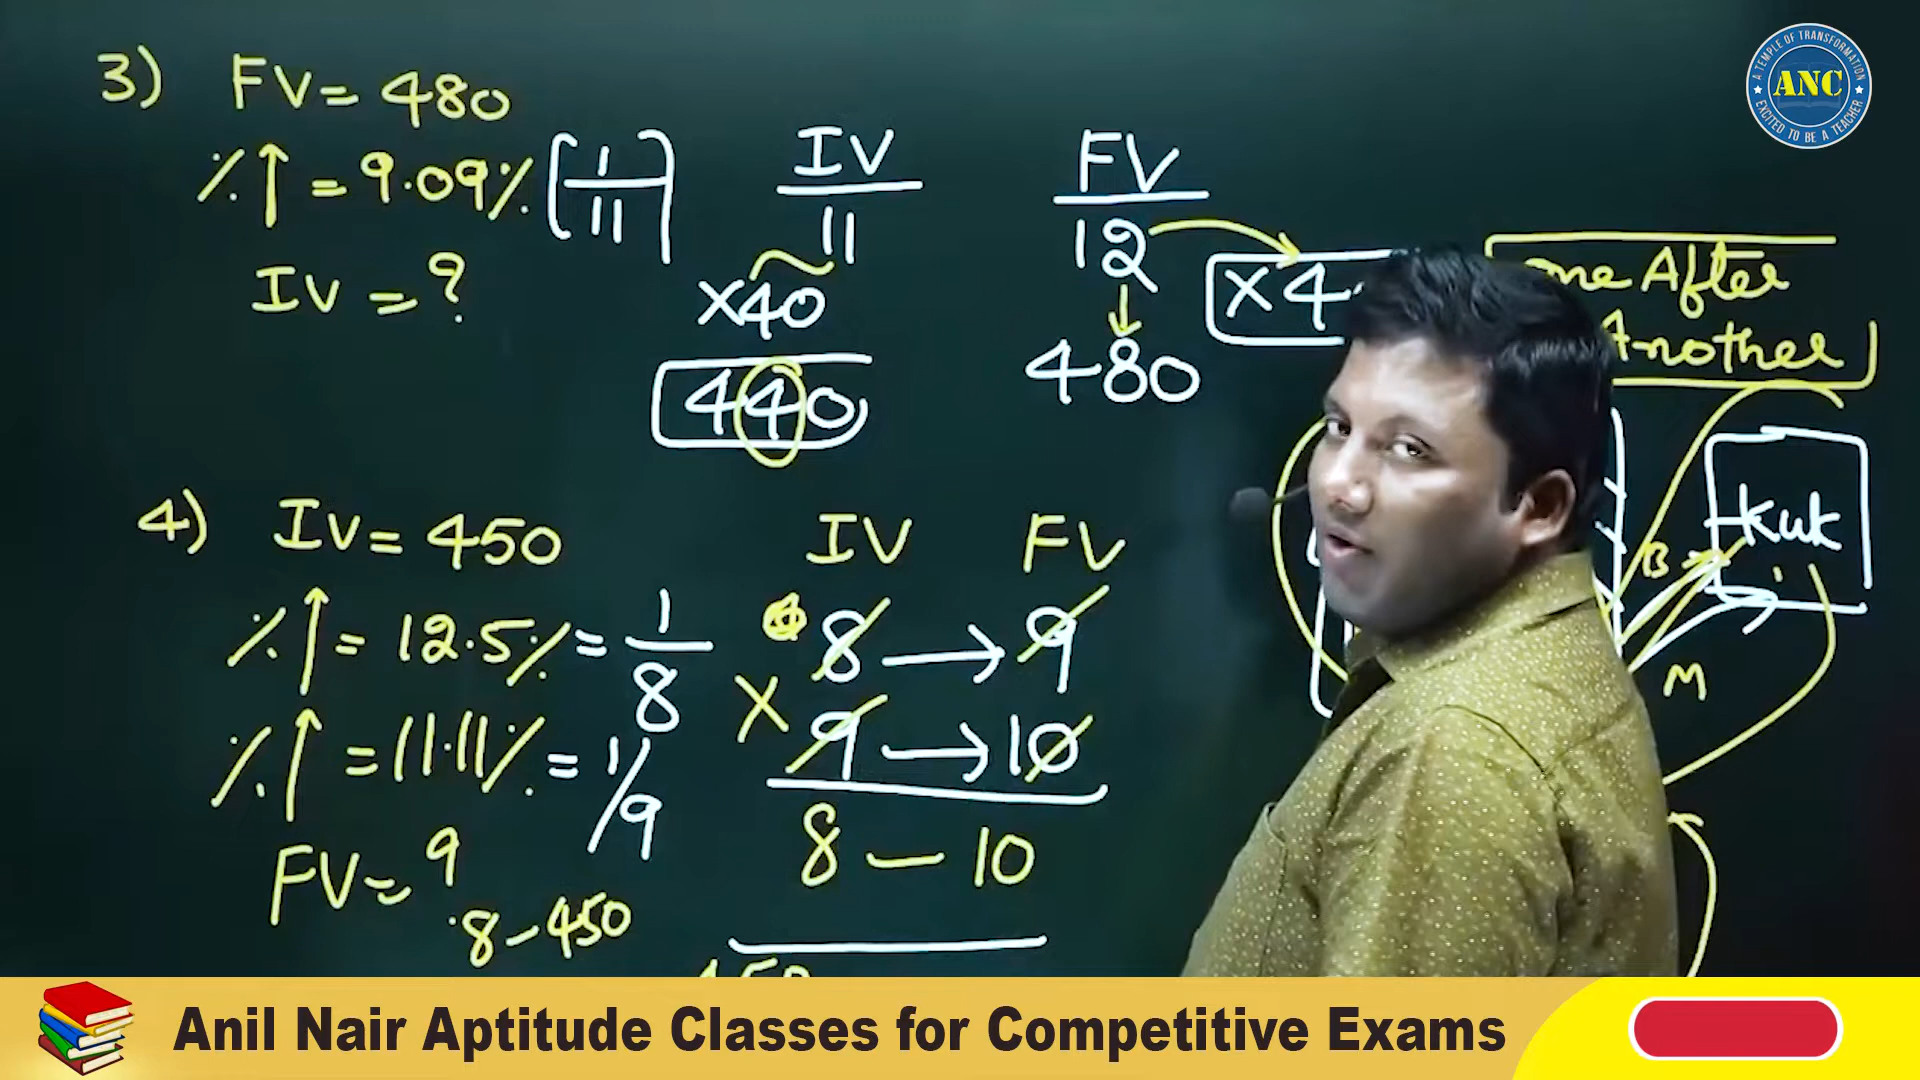 3) FV = 480
%↑ = 9.09% [1/11]
IV = ?
IV FV
11 12
×40
440 480
One After
Another
Kuk
B
M
4) IV = 450
%↑ = 12.5% = 1/8
%↑ = 11.11% = 1/9
FV = ?
8 – 450
IV FV
8 → 9
× 9 → 10
8 – 10
A TEMPLE OF TRANSFORMATION
ANC
EXCITED TO BE A TEACHER
Anil Nair Aptitude Classes for Competitive Exams